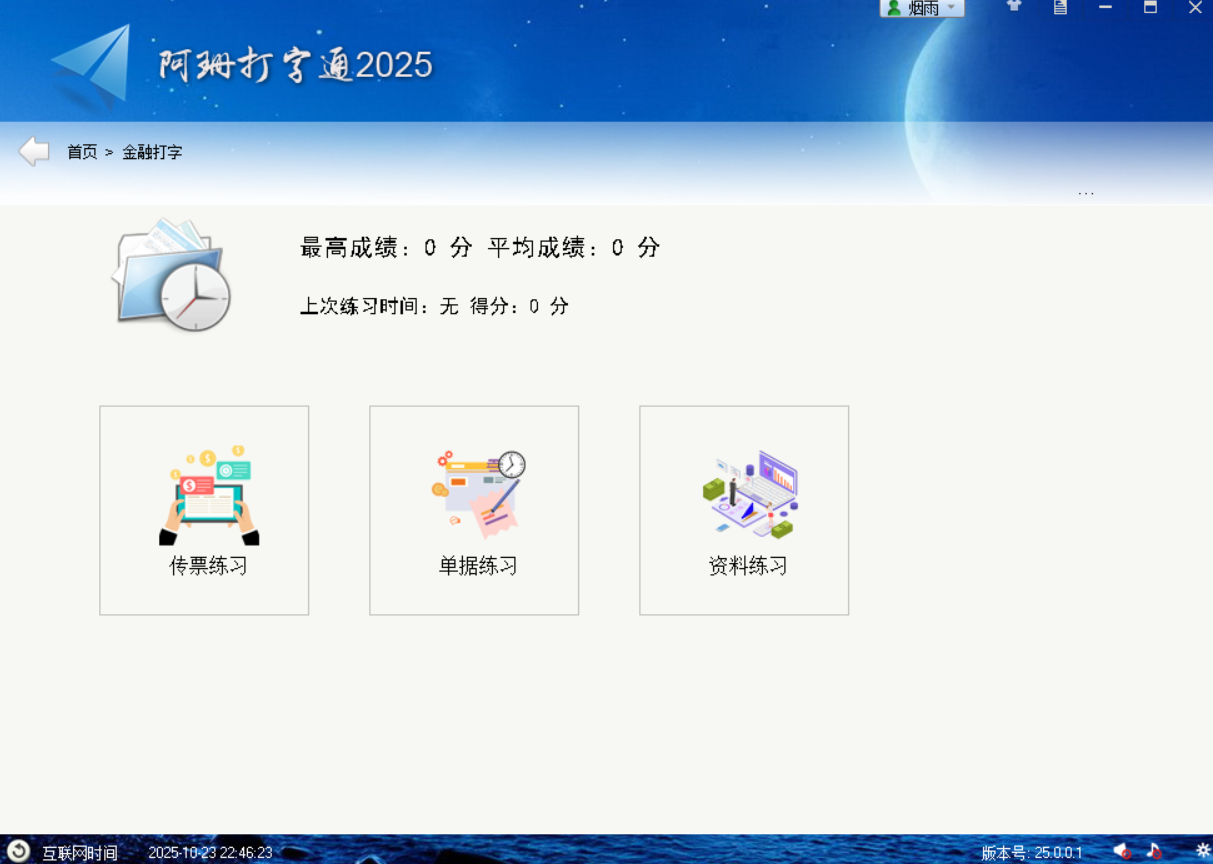 烟雨
阿珊打字通2025
首页 > 金融打字
...
最高成绩：0 分 平均成绩：0 分
上次练习时间：无 得分：0 分
传票练习
单据练习
资料练习
互联网时间 2025-10-23 22:46:23
版本号: 25.0.0.1